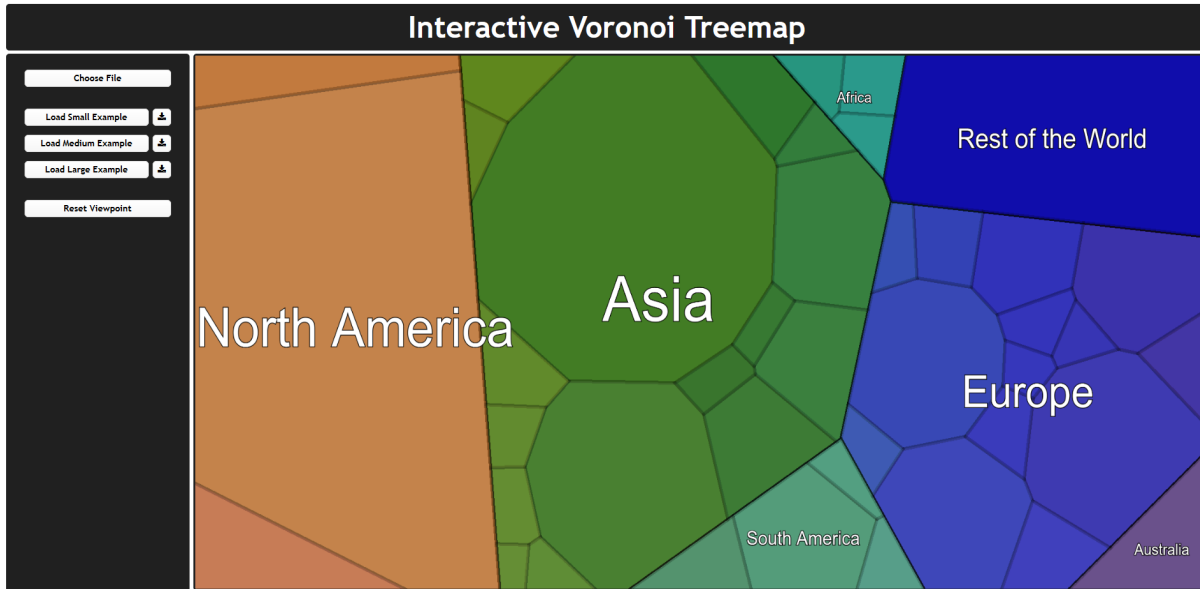 Interactive Voronoi Treemap
Choose File
Load Small Example
Load Medium Example
Load Large Example
Reset Viewpoint
Africa
Rest of the World
Asia
North America
Europe
South America
Australia